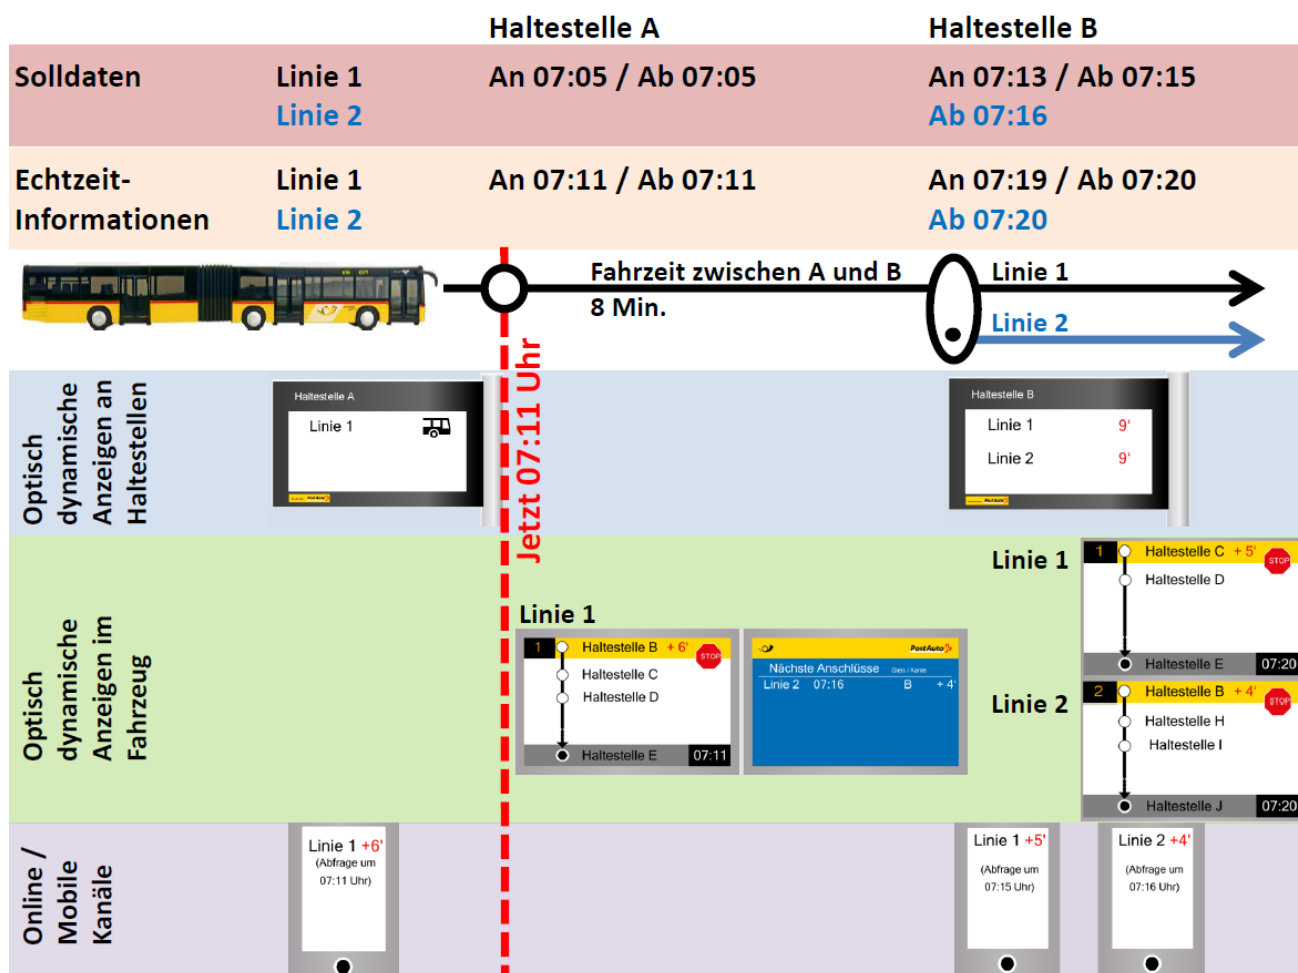 Haltestelle A Haltestelle B
Solldaten Linie 1 An 07:05 / Ab 07:05 An 07:13 / Ab 07:15
Linie 2 Ab 07:16
Echtzeit- Linie 1 An 07:11 / Ab 07:11 An 07:19 / Ab 07:20
Informationen Linie 2 Ab 07:20
Fahrzeit zwischen A und B
8 Min.
Linie 1
Linie 2
Jetzt 07:11 Uhr
Optisch
dynamische
Anzeigen an
Haltestellen
Haltestelle A
Linie 1
PostAuto
Haltestelle B
Linie 1 9'
Linie 2 9'
PostAuto
Optisch
dynamische
Anzeigen im
Fahrzeug
Linie 1
1 Haltestelle B + 6' STOP
Haltestelle C
Haltestelle D
Haltestelle E 07:11
PostAuto
Nächste Anschlüsse Gleis / Kante
Linie 2 07:16 B + 4'
Linie 1
1 Haltestelle C + 5' STOP
Haltestelle D
Haltestelle E 07:20
Linie 2
2 Haltestelle B + 4' STOP
Haltestelle H
Haltestelle I
Haltestelle J 07:20
Online /
Mobile
Kanäle
Linie 1 +6'
(Abfrage um
07:11 Uhr)
Linie 1 +5'
(Abfrage um
07:15 Uhr)
Linie 2 +4'
(Abfrage um
07:16 Uhr)